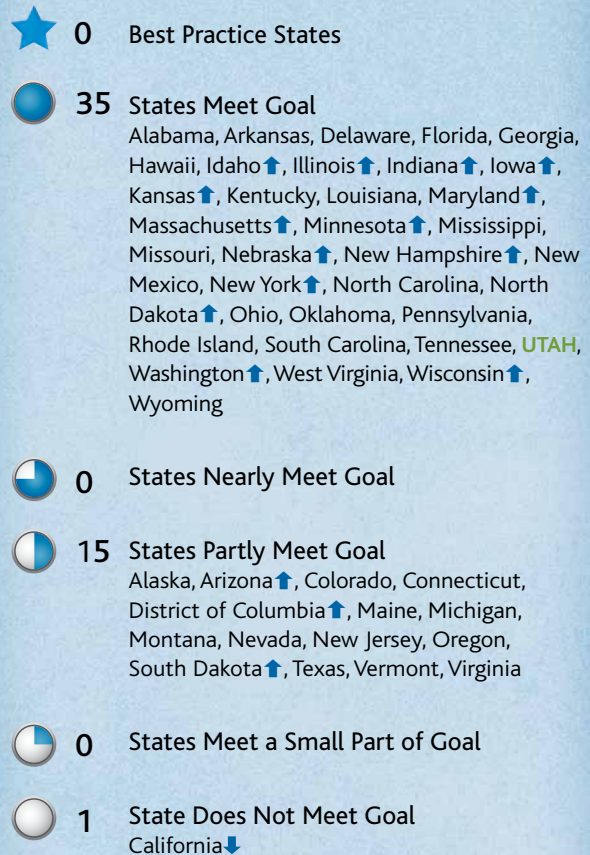 0 Best Practice States
35 States Meet Goal
Alabama, Arkansas, Delaware, Florida, Georgia,
Hawaii, Idaho⬆, Illinois⬆, Indiana⬆, Iowa⬆,
Kansas⬆, Kentucky, Louisiana, Maryland⬆,
Massachusetts⬆, Minnesota⬆, Mississippi,
Missouri, Nebraska⬆, New Hampshire⬆, New
Mexico, New York⬆, North Carolina, North
Dakota⬆, Ohio, Oklahoma, Pennsylvania,
Rhode Island, South Carolina, Tennessee, UTAH,
Washington⬆, West Virginia, Wisconsin⬆,
Wyoming
0 States Nearly Meet Goal
15 States Partly Meet Goal
Alaska, Arizona⬆, Colorado, Connecticut,
District of Columbia⬆, Maine, Michigan,
Montana, Nevada, New Jersey, Oregon,
South Dakota⬆, Texas, Vermont, Virginia
0 States Meet a Small Part of Goal
1 State Does Not Meet Goal
California⬇